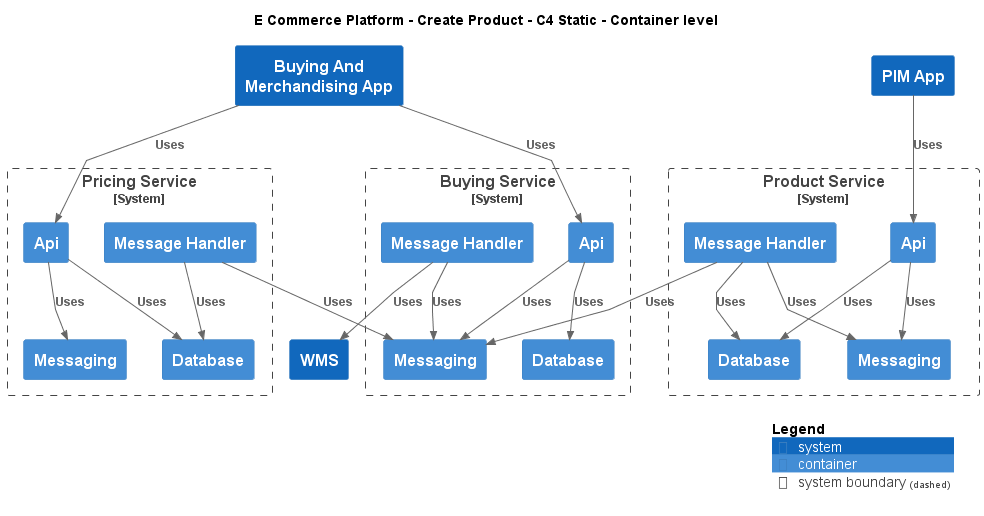 E Commerce Platform - Create Product - C4 Static - Container level
Buying And
Merchandising App
PIM App
Uses
Uses
Uses
Pricing Service
[System]
Buying Service
[System]
Product Service
[System]
Api
Message Handler
Message Handler
Api
Message Handler
Api
Uses
Uses
Uses
Uses
Uses
Uses
Uses
Uses
Uses
Uses
Uses
Uses
Uses
Messaging
Database
WMS
Messaging
Database
Database
Messaging
Legend
system
container
system boundary (dashed)